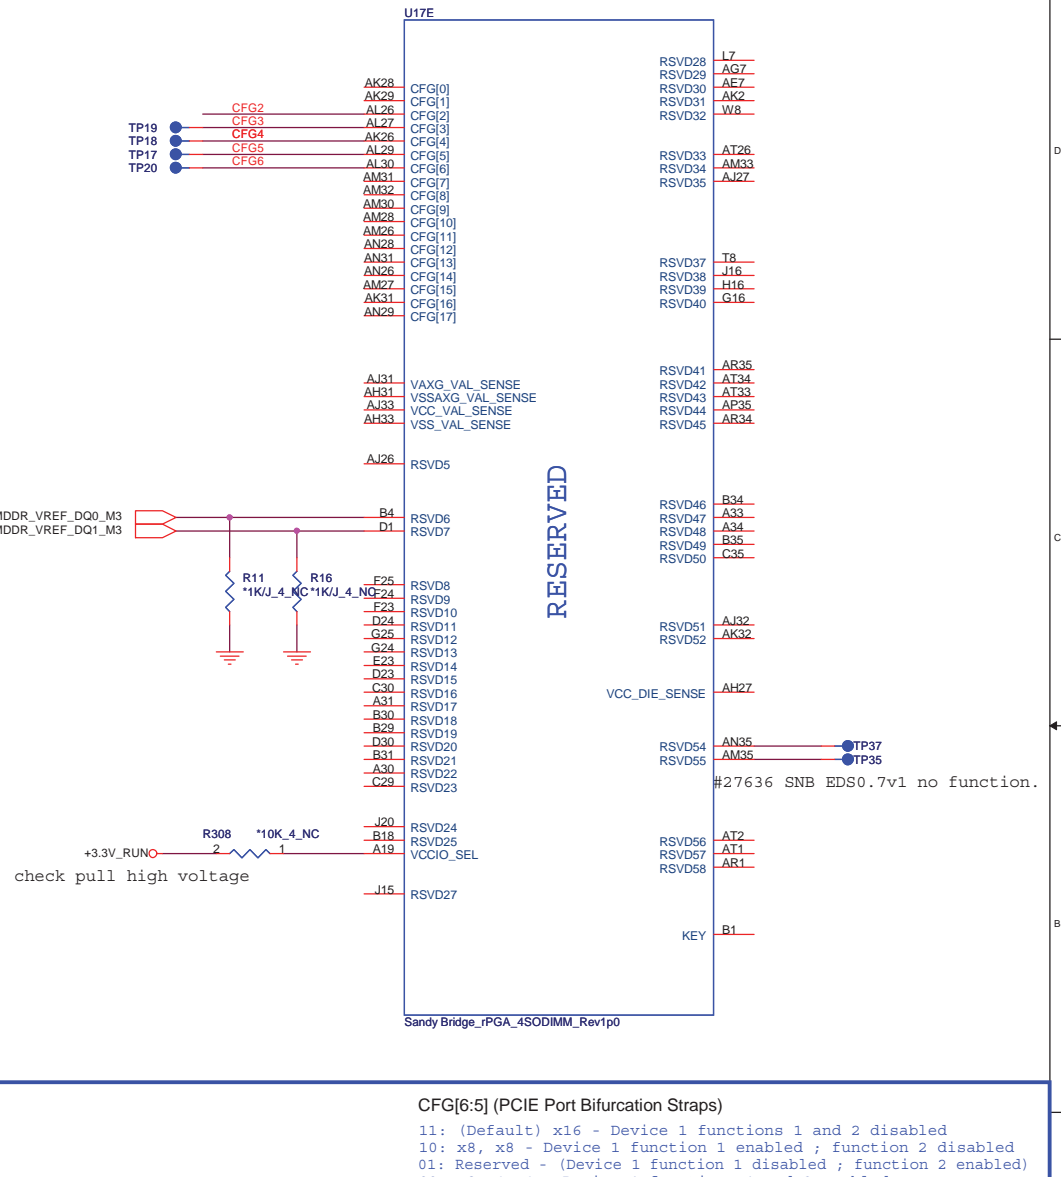 U17E
AK28 CFG[0]
AK29 CFG[1]
CFG2 AL26 CFG[2]
TP19 CFG3 AL27 CFG[3]
TP18 CFG4 AK26 CFG[4]
TP17 CFG5 AL29 CFG[5]
TP20 CFG6 AL30 CFG[6]
AM31 CFG[7]
AM32 CFG[8]
AM30 CFG[9]
AM28 CFG[10]
AM26 CFG[11]
AN28 CFG[12]
AN31 CFG[13]
AN26 CFG[14]
AM27 CFG[15]
AK31 CFG[16]
AN29 CFG[17]
AJ31 VAXG_VAL_SENSE
AH31 VSSAXG_VAL_SENSE
AJ33 VCC_VAL_SENSE
AH33 VSS_VAL_SENSE
AJ26 RSVD5
DDR_VREF_DQ0_M3 B4 RSVD6
DDR_VREF_DQ1_M3 D1 RSVD7
R11
*1K/J_4_NC
R16
*1K/J_4_NC
F25 RSVD8
F24 RSVD9
F23 RSVD10
D24 RSVD11
G25 RSVD12
G24 RSVD13
E23 RSVD14
D23 RSVD15
C30 RSVD16
A31 RSVD17
B30 RSVD18
B29 RSVD19
D30 RSVD20
B31 RSVD21
A30 RSVD22
C29 RSVD23
J20 RSVD24
B18 RSVD25
R308 *10K_4_NC
+3.3V_RUN 2 1 A19 VCCIO_SEL
check pull high voltage
J15 RSVD27
RESERVED
RSVD28 L7
RSVD29 AG7
RSVD30 AE7
RSVD31 AK2
RSVD32 W8
RSVD33 AT26
RSVD34 AM33
RSVD35 AJ27
RSVD37 T8
RSVD38 J16
RSVD39 H16
RSVD40 G16
RSVD41 AR35
RSVD42 AT34
RSVD43 AT33
RSVD44 AP35
RSVD45 AR34
RSVD46 B34
RSVD47 A33
RSVD48 A34
RSVD49 B35
RSVD50 C35
RSVD51 AJ32
RSVD52 AK32
VCC_DIE_SENSE AH27
RSVD54 AN35 TP37
RSVD55 AM35 TP35
#27636 SNB EDS0.7v1 no function.
RSVD56 AT2
RSVD57 AT1
RSVD58 AR1
KEY B1
D
C
B
Sandy Bridge_rPGA_4SODIMM_Rev1p0
CFG[6:5] (PCIE Port Bifurcation Straps)
11: (Default) x16 - Device 1 functions 1 and 2 disabled
10: x8, x8 - Device 1 function 1 enabled ; function 2 disabled
01: Reserved - (Device 1 function 1 disabled ; function 2 enabled)